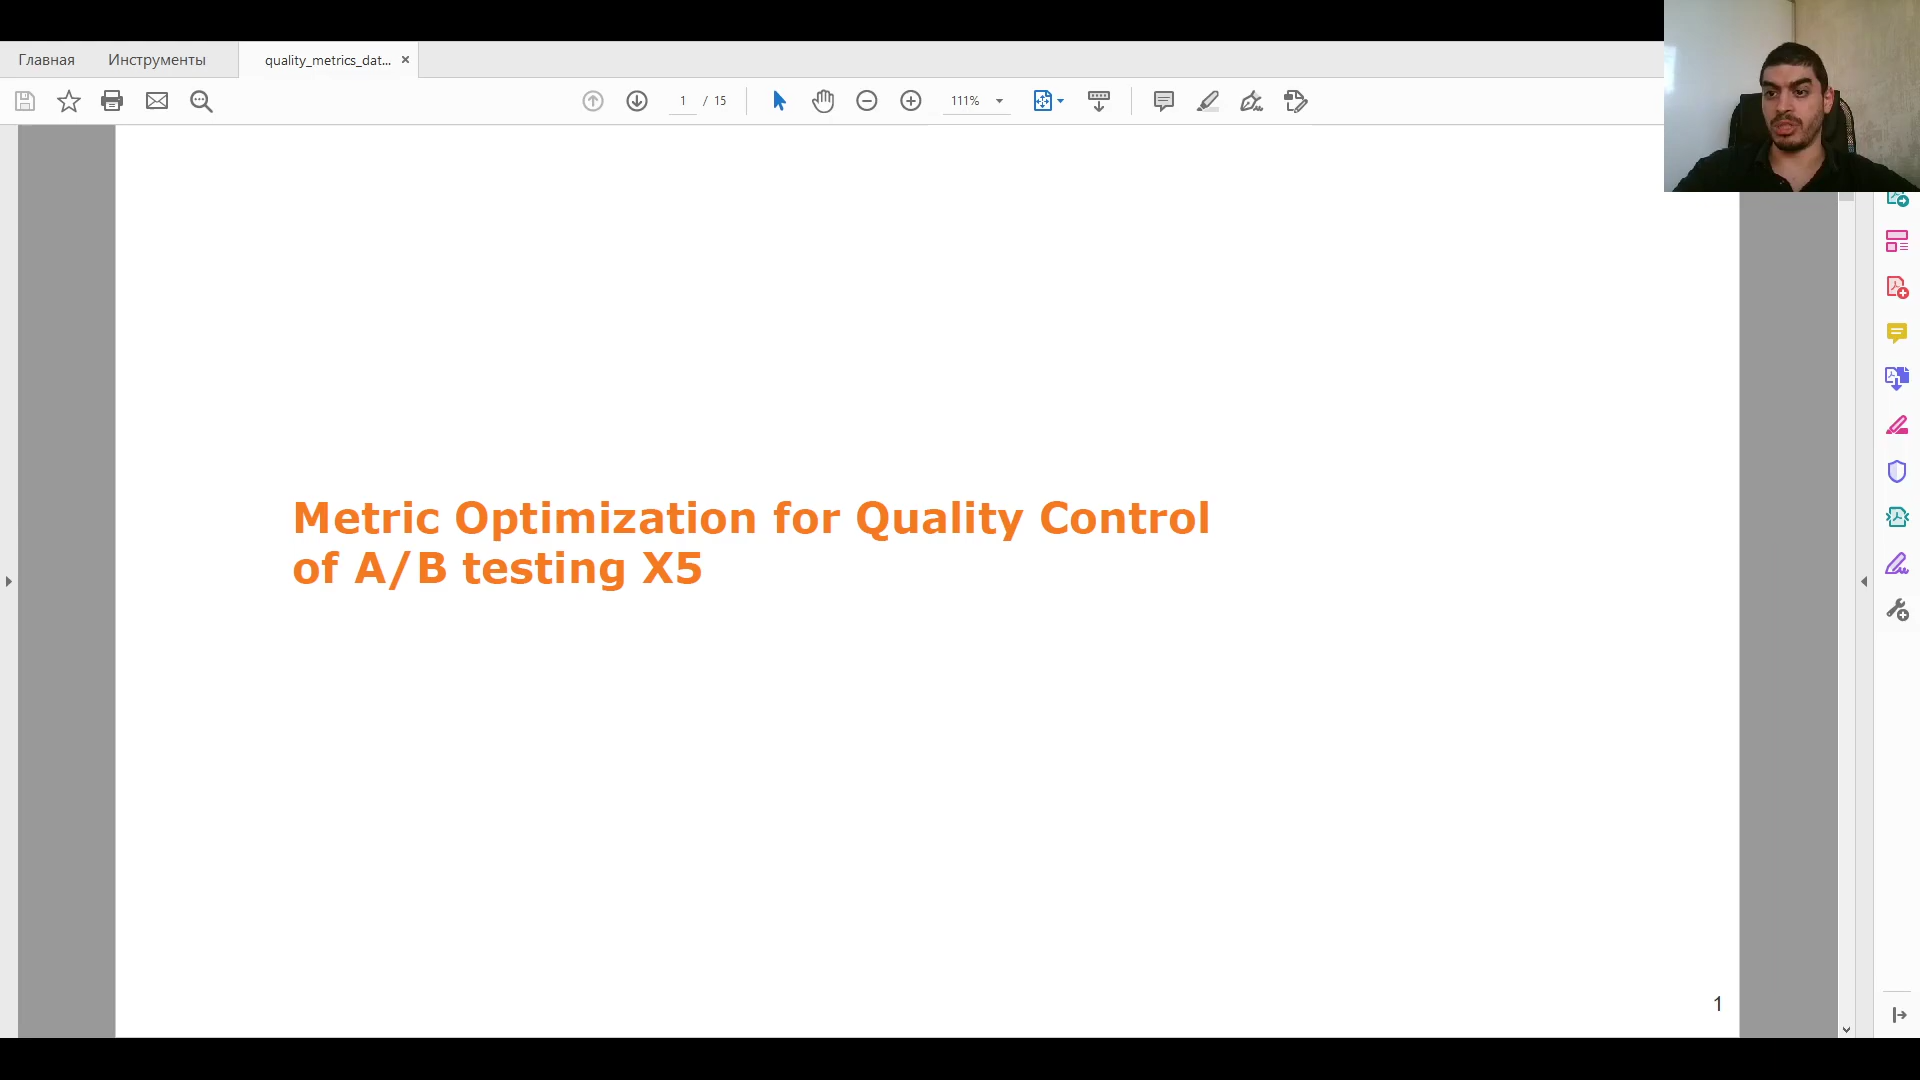 Главная Инструменты quality_metrics_dat... ×
1 / 15 111%
Metric Optimization for Quality Control
of A/B testing X5
1